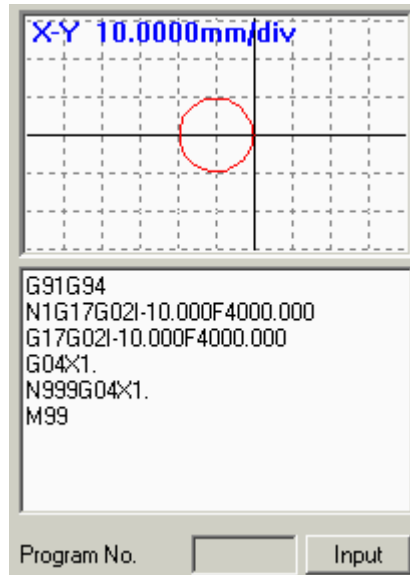 X-Y 10.0000mm/div
G91G94
N1G17G02I-10.000F4000.000
G17G02I-10.000F4000.000
G04X1.
N999G04X1.
M99
Program No.
Input